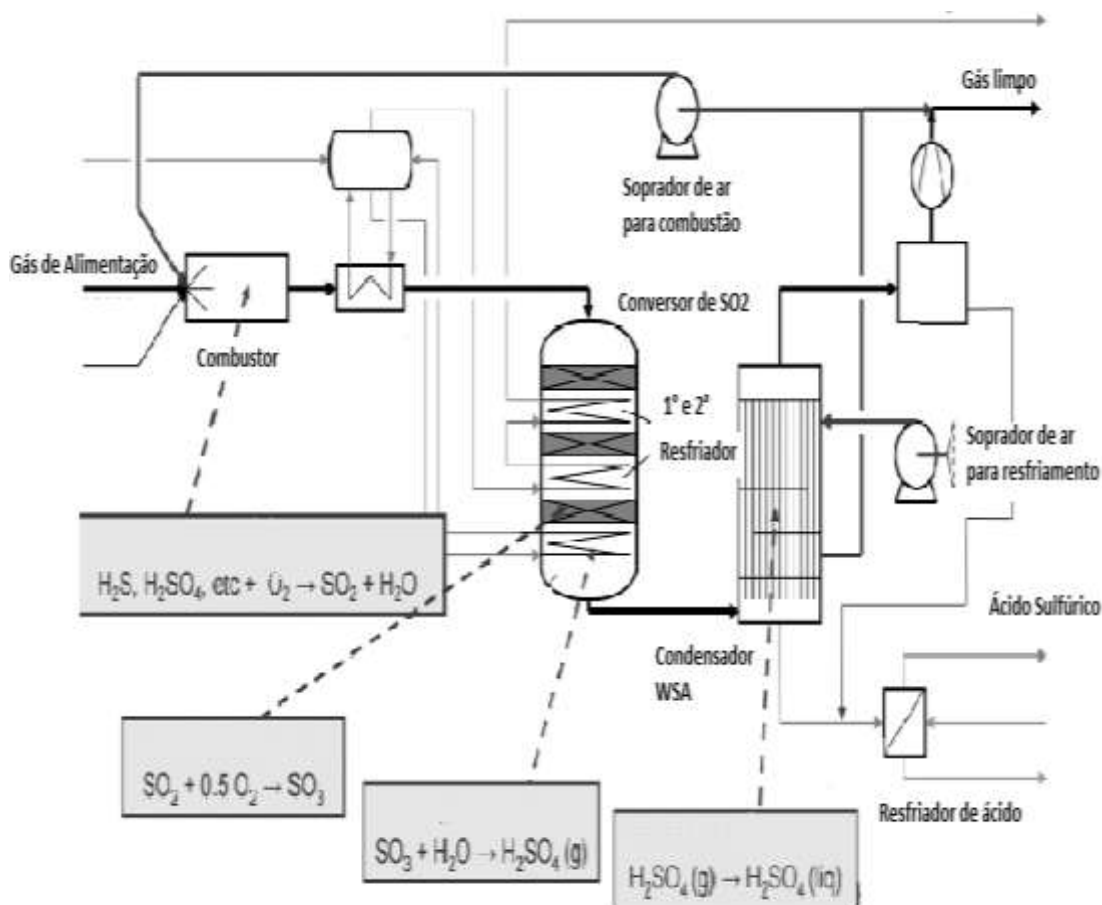 Gás limpo
Soprador de ar
para combustão
Gás de Alimentação
Combustor
Conversor de SO2
1º e 2º
Resfriador
Soprador de ar
para resfriamento
H₂S, H₂SO₄, etc + O₂ → SO₂ + H₂O
Ácido Sulfúrico
Condensador
WSA
SO₂ + 0.5 O₂ → SO₃
SO₃ + H₂O → H₂SO₄ (g)
H₂SO₄ (g) → H₂SO₄ (liq)
Resfriador de ácido